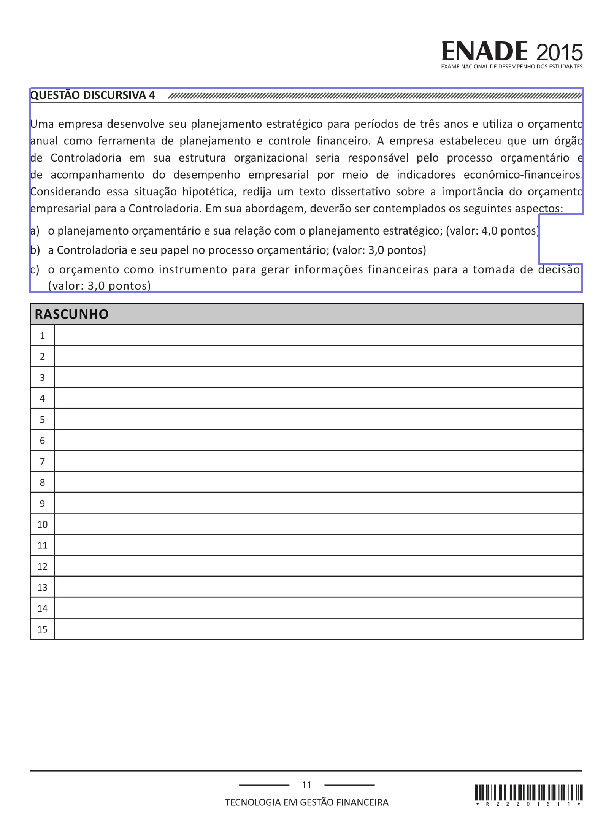 ENADE 2015
EXAME NACIONAL DE DESEMPENHO DOS ESTUDANTES
QUESTÃO DISCURSIVA 4
Uma empresa desenvolve seu planejamento estratégico para períodos de três anos e utiliza o orçamento
anual como ferramenta de planejamento e controle financeiro. A empresa estabeleceu que um órgão
de Controladoria em sua estrutura organizacional seria responsável pelo processo orçamentário e
de acompanhamento do desempenho empresarial por meio de indicadores econômico-financeiros.
Considerando essa situação hipotética, redija um texto dissertativo sobre a importância do orçamento
empresarial para a Controladoria. Em sua abordagem, deverão ser contemplados os seguintes aspectos:
a) o planejamento orçamentário e sua relação com o planejamento estratégico; (valor: 4,0 pontos)
b) a Controladoria e seu papel no processo orçamentário; (valor: 3,0 pontos)
c) o orçamento como instrumento para gerar informações financeiras para a tomada de decisão.
(valor: 3,0 pontos)
RASCUNHO
1
2
3
4
5
6
7
8
9
10
11
12
13
14
15
11
TECNOLOGIA EM GESTÃO FINANCEIRA
*R2220151 1*